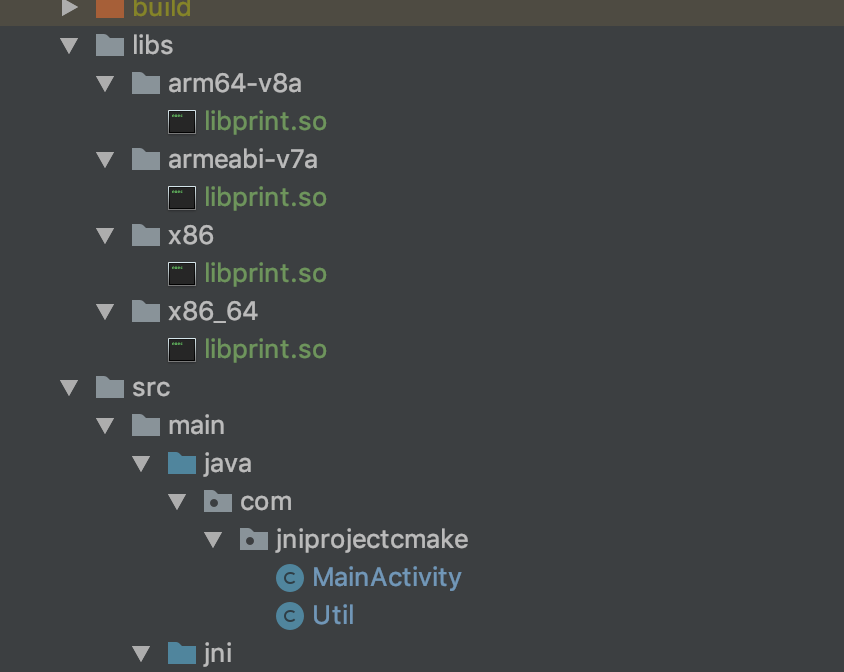 build
libs
arm64-v8a
libprint.so
armeabi-v7a
libprint.so
x86
libprint.so
x86_64
libprint.so
src
main
java
com
jniprojectcmake
C MainActivity
C Util
jni